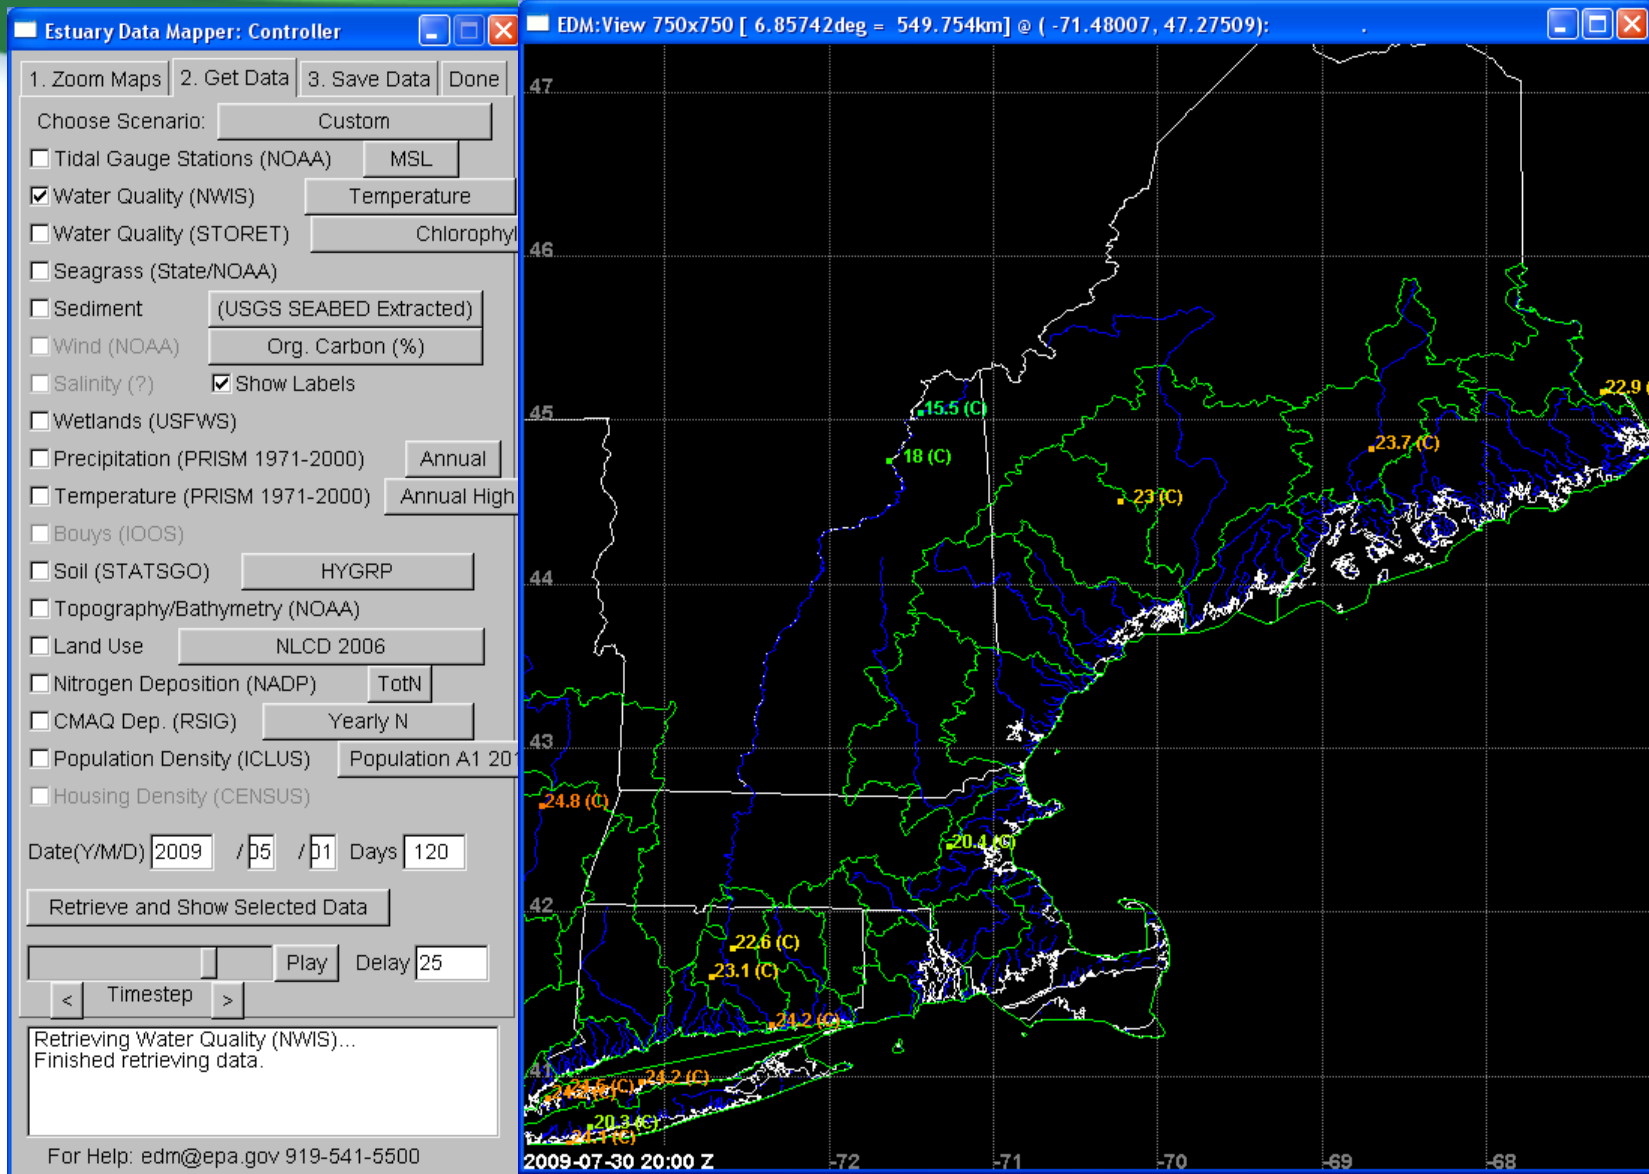 Estuary Data Mapper: Controller
1. Zoom Maps 2. Get Data 3. Save Data Done
Choose Scenario: Custom
Tidal Gauge Stations (NOAA) MSL
Water Quality (NWIS) Temperature
Water Quality (STORET) Chlorophyl
Seagrass (State/NOAA)
Sediment (USGS SEABED Extracted)
Wind (NOAA) Org. Carbon (%)
Salinity (?) Show Labels
Wetlands (USFWS)
Precipitation (PRISM 1971-2000) Annual
Temperature (PRISM 1971-2000) Annual High
Bouys (IOOS)
Soil (STATSGO) HYGRP
Topography/Bathymetry (NOAA)
Land Use NLCD 2006
Nitrogen Deposition (NADP) TotN
CMAQ Dep. (RSIG) Yearly N
Population Density (ICLUS) Population A1 201
Housing Density (CENSUS)
Date(Y/M/D) 2009 / 05 / 01 Days 120
Retrieve and Show Selected Data
Play Delay 25
< Timestep >
Retrieving Water Quality (NWIS)...
Finished retrieving data.
For Help: edm@epa.gov 919-541-5500
EDM:View 750x750 [ 6.85742deg = 549.754km] @ ( -71.48007, 47.27509):
47
46
22.9 (
45
15.5 (C)
23.7 (C)
18 (C)
23 (C)
44
43
24.8 (C)
20.4 (C)
42
22.6 (C)
23.1 (C)
24.2 (C)
41
24.2 (C)
20.3 (C)
2009-07-30 20:00 Z
-72 -71 -70 -69 -68